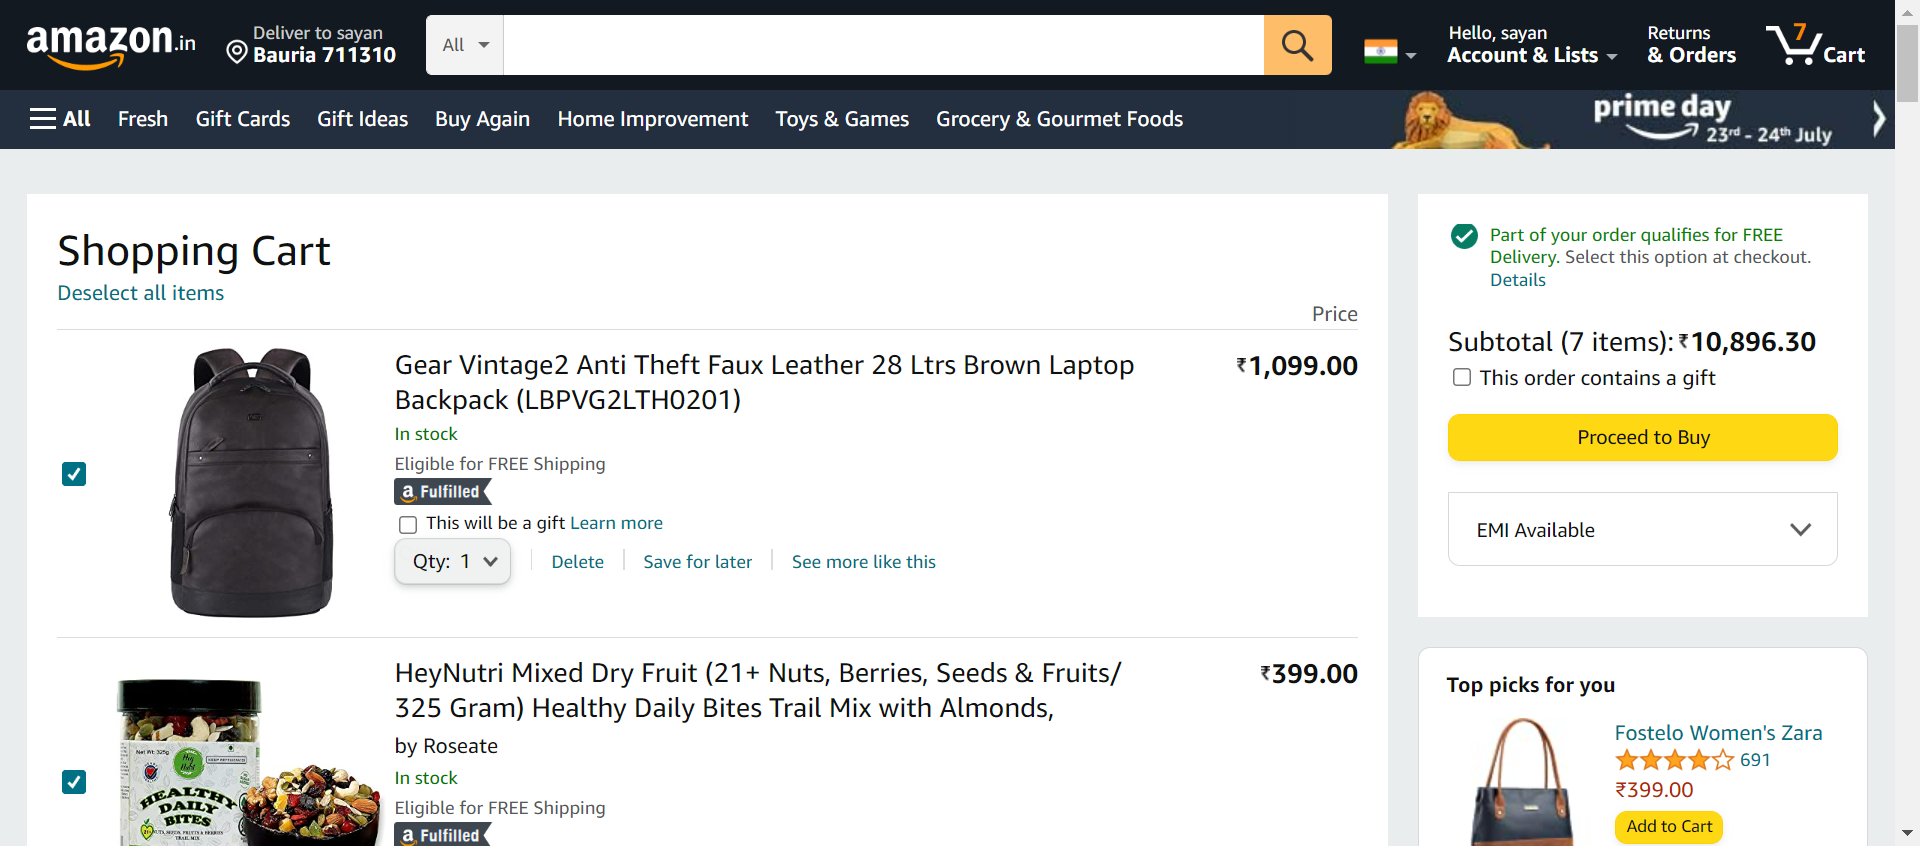 amazon.in
Deliver to sayan
Bauria 711310
All
Hello, sayan
Account & Lists
Returns
& Orders
7
Cart
All
Fresh
Gift Cards
Gift Ideas
Buy Again
Home Improvement
Toys & Games
Grocery & Gourmet Foods
prime day
23rd - 24th July
Shopping Cart
Deselect all items
Price
Gear Vintage2 Anti Theft Faux Leather 28 Ltrs Brown Laptop
Backpack (LBPVG2LTH0201)
₹1,099.00
In stock
Eligible for FREE Shipping
a Fulfilled
This will be a gift Learn more
Qty: 1
Delete
Save for later
See more like this
HeyNutri Mixed Dry Fruit (21+ Nuts, Berries, Seeds & Fruits/
325 Gram) Healthy Daily Bites Trail Mix with Almonds,
₹399.00
by Roseate
In stock
Eligible for FREE Shipping
a Fulfilled
Net Wt: 325g
HEALTHY
DAILY
BITES
TRAIL MIX
Part of your order qualifies for FREE
Delivery. Select this option at checkout.
Details
Subtotal (7 items): ₹10,896.30
This order contains a gift
Proceed to Buy
EMI Available
Top picks for you
Fostelo Women's Zara
691
₹399.00
Add to Cart